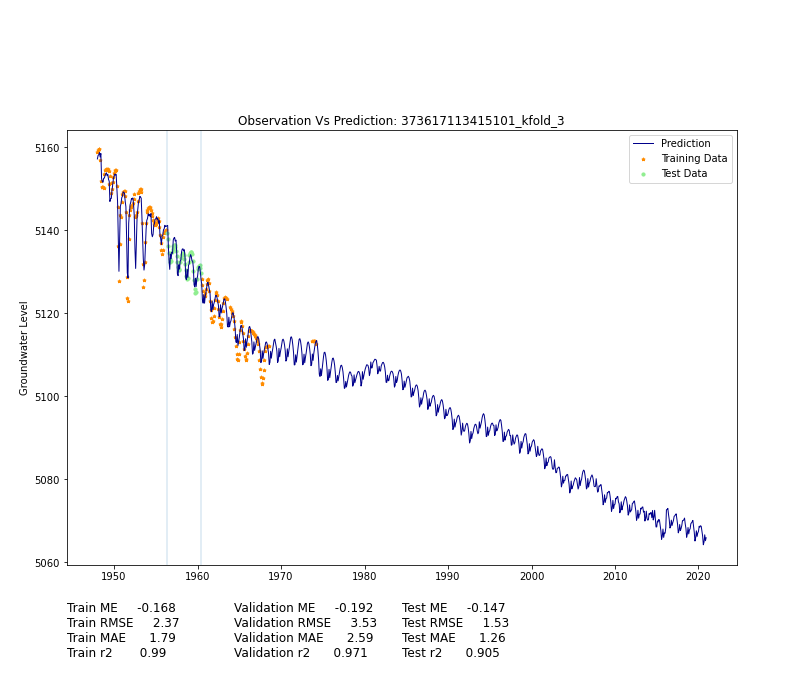 Observation Vs Prediction: 373617113415101_kfold_3
Prediction
Training Data
Test Data
5160
5140
5120
5100
5080
5060
Groundwater Level
1950 1960 1970 1980 1990 2000 2010 2020
Train ME -0.168 Validation ME -0.192 Test ME -0.147
Train RMSE 2.37 Validation RMSE 3.53 Test RMSE 1.53
Train MAE 1.79 Validation MAE 2.59 Test MAE 1.26
Train r2 0.99 Validation r2 0.971 Test r2 0.905